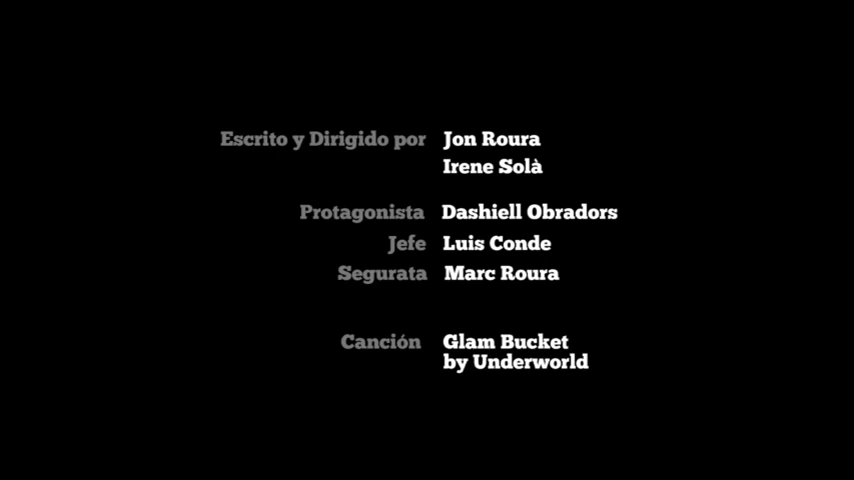 Escrito y Dirigido por Jon Roura
Irene Solà
Protagonista Dashiell Obradors
Jefe Luis Conde
Segurata Marc Roura
Canción Glam Bucket
by Underworld